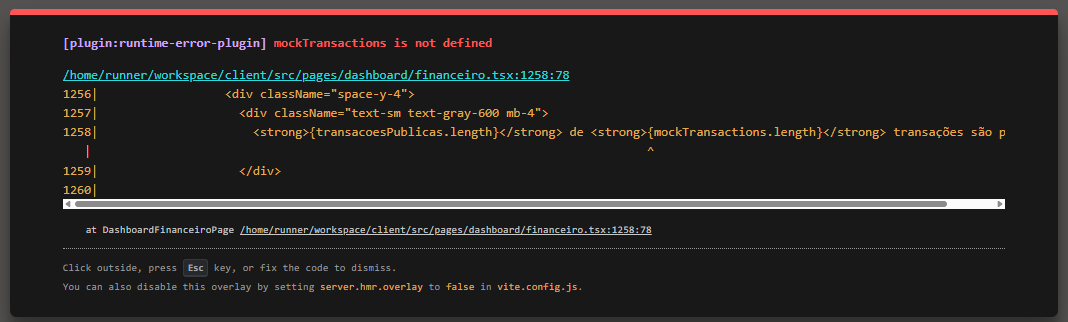 [plugin:runtime-error-plugin] mockTransactions is not defined
/home/runner/workspace/client/src/pages/dashboard/financeiro.tsx:1258:78
1256|                  <div className="space-y-4">
1257|                    <div className="text-sm text-gray-600 mb-4">
1258|                      <strong>{transacoesPublicas.length}</strong> de <strong>{mockTransactions.length}</strong> transações são p
    |                                                                              ^
1259|                    </div>
1260|
at DashboardFinanceiroPage /home/runner/workspace/client/src/pages/dashboard/financeiro.tsx:1258:78
Click outside, press Esc key, or fix the code to dismiss.
You can also disable this overlay by setting server.hmr.overlay to false in vite.config.js.